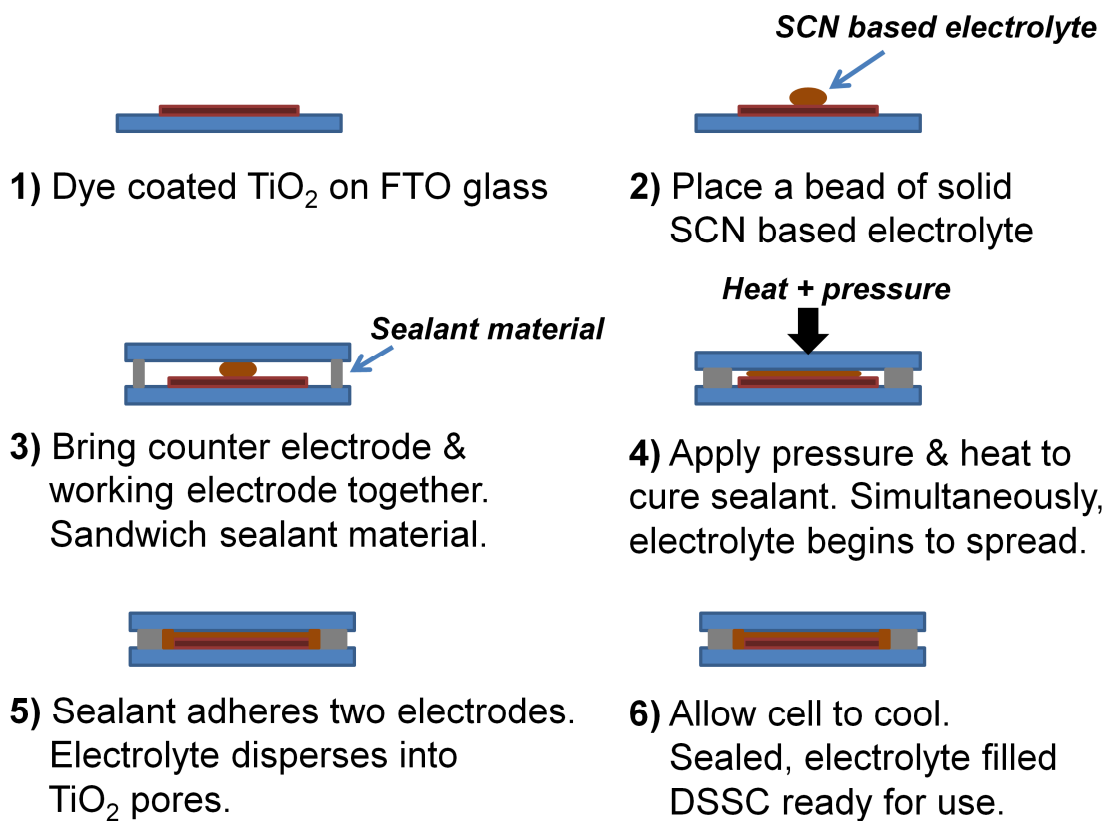 SCN based electrolyte
1) Dye coated TiO₂ on FTO glass
2) Place a bead of solid
SCN based electrolyte
Sealant material
3) Bring counter electrode &
working electrode together.
Sandwich sealant material.
Heat + pressure
4) Apply pressure & heat to
cure sealant. Simultaneously,
electrolyte begins to spread.
5) Sealant adheres two electrodes.
Electrolyte disperses into
TiO₂ pores.
6) Allow cell to cool.
Sealed, electrolyte filled
DSSC ready for use.